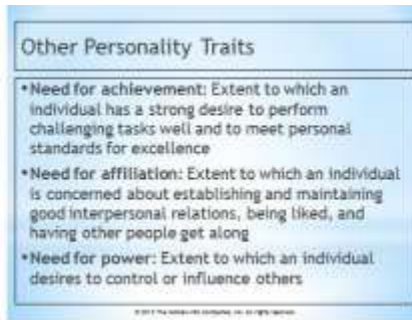 Other Personality Traits
•Need for achievement: Extent to which an
individual has a strong desire to perform
challenging tasks well and to meet personal
standards for excellence
•Need for affiliation: Extent to which an individual
is concerned about establishing and maintaining
good interpersonal relations, being liked, and
having other people get along
•Need for power: Extent to which an individual
desires to control or influence others